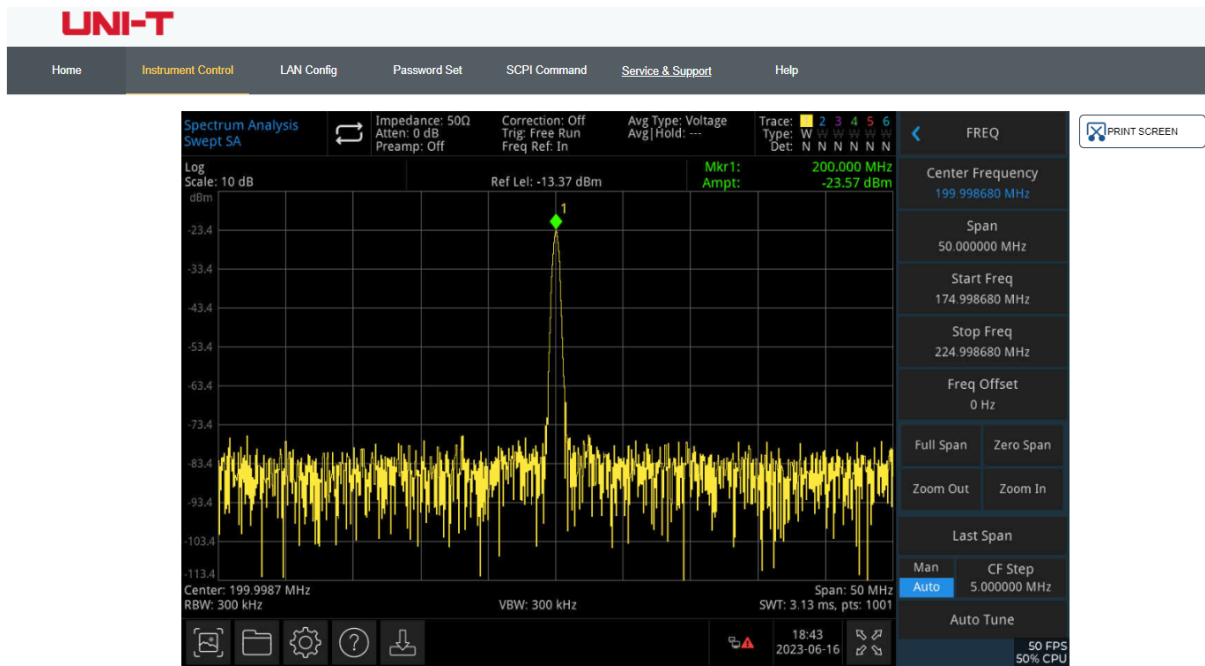 UNI-T
Home Instrument Control LAN Config Password Set SCPI Command Service & Support Help
PRINT SCREEN
Spectrum Analysis
Swept SA
Impedance: 50Ω
Atten: 0 dB
Preamp: Off
Correction: Off
Trig: Free Run
Freq Ref: In
Avg Type: Voltage
Avg|Hold: ---
Trace: 1 2 3 4 5 6
Type: W W W W W W
Det: N N N N N N
Log
Scale: 10 dB
Ref Lel: -13.37 dBm
Mkr1: 200.000 MHz
Ampt: -23.57 dBm
dBm
1
-23.4
-33.4
-43.4
-53.4
-63.4
-73.4
-83.4
-93.4
-103.4
-113.4
Center: 199.9987 MHz
Span: 50 MHz
RBW: 300 kHz
VBW: 300 kHz
SWT: 3.13 ms, pts: 1001
18:43
2023-06-16
FREQ
Center Frequency
199.998680 MHz
Span
50.000000 MHz
Start Freq
174.998680 MHz
Stop Freq
224.998680 MHz
Freq Offset
0 Hz
Full Span Zero Span
Zoom Out Zoom In
Last Span
Man
Auto
CF Step
5.000000 MHz
Auto Tune
50 FPS
50% CPU